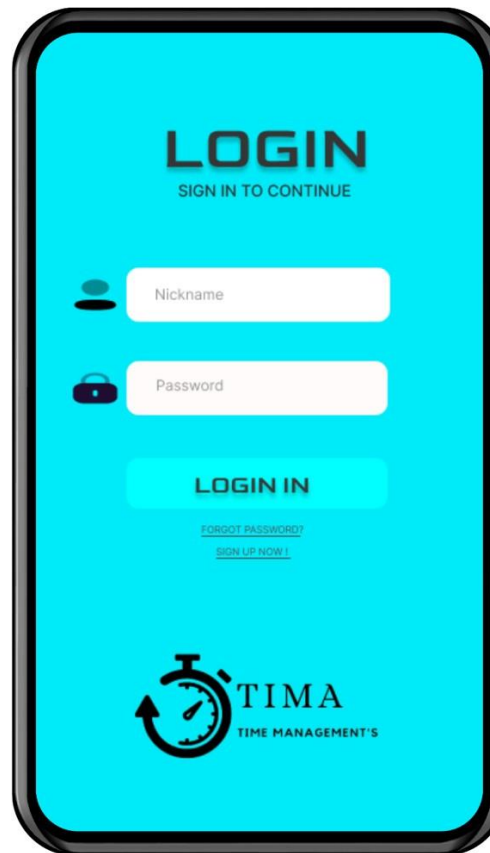 LOGIN
SIGN IN TO CONTINUE
Nickname
Password
LOGIN IN
FORGOT PASSWORD?
SIGN UP NOW !
TIMA
TIME MANAGEMENT'S